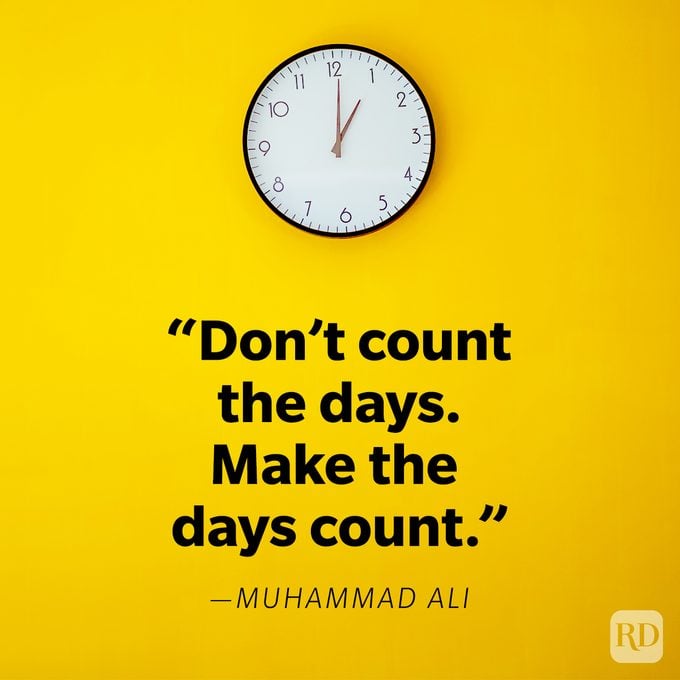 12
1
2
3
4
5
6
7
8
9
10
11
“Don’t count
the days.
Make the
days count.”
—MUHAMMAD ALI
RD